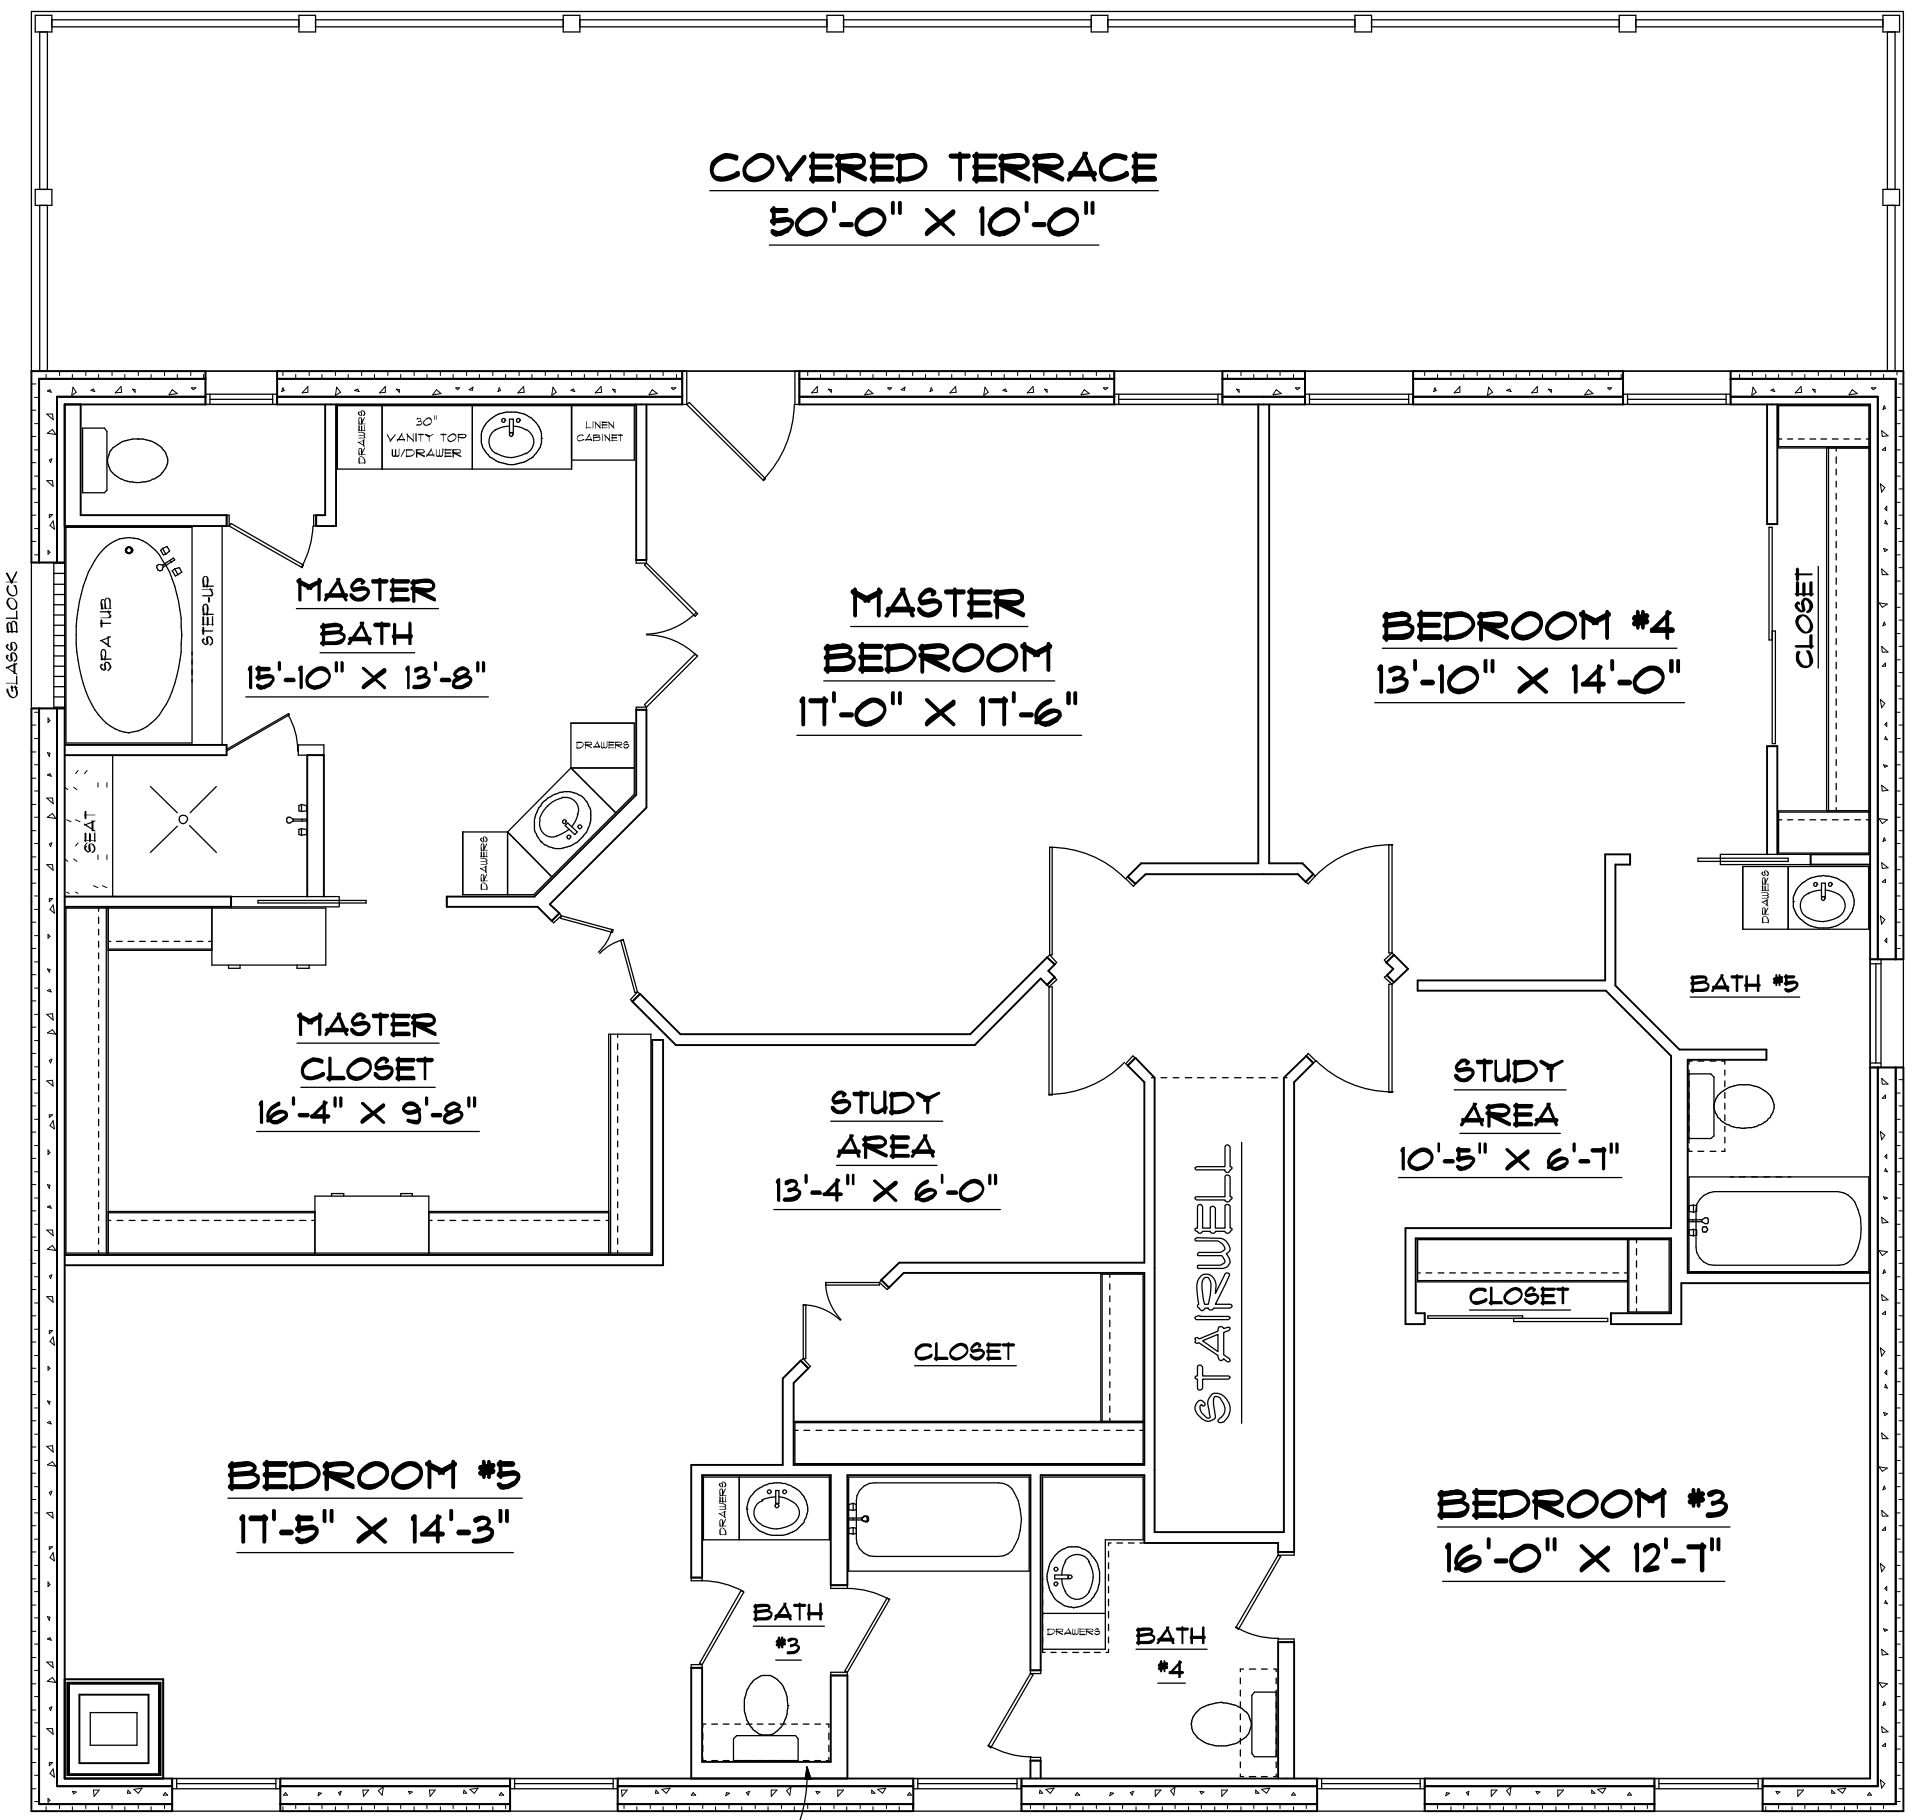 COVERED TERRACE
50'-0" X 10'-0"
DRAWERS
30"
VANITY TOP
W/DRAWER
LINEN
CABINET
GLASS BLOCK
SPA TUB
STEP-UP
MASTER
BATH
15'-10" X 13'-8"
MASTER
BEDROOM
17'-0" X 17'-6"
BEDROOM #4
13'-10" X 14'-0"
CLOSET
DRAWERS
SEAT
DRAWERS
DRAWERS
BATH #5
MASTER
CLOSET
16'-4" X 9'-8"
STUDY
AREA
13'-4" X 6'-0"
STUDY
AREA
10'-5" X 6'-7"
STAIRWELL
CLOSET
CLOSET
BEDROOM #5
17'-5" X 14'-3"
DRAWERS
BEDROOM #3
16'-0" X 12'-7"
BATH
#3
DRAWERS
BATH
#4